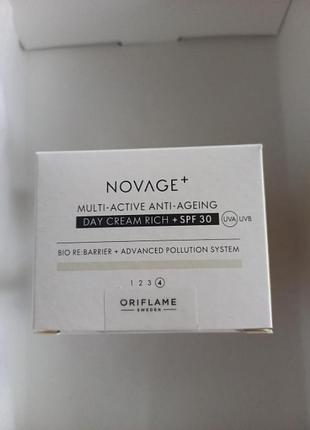 NOVAGE+
MULTI-ACTIVE ANTI-AGEING
DAY CREAM RICH + SPF 30 UVA UVB
BIO RE:BARRIER + ADVANCED POLLUTION SYSTEM
1 2 3 4
ORIFLAME
SWEDEN